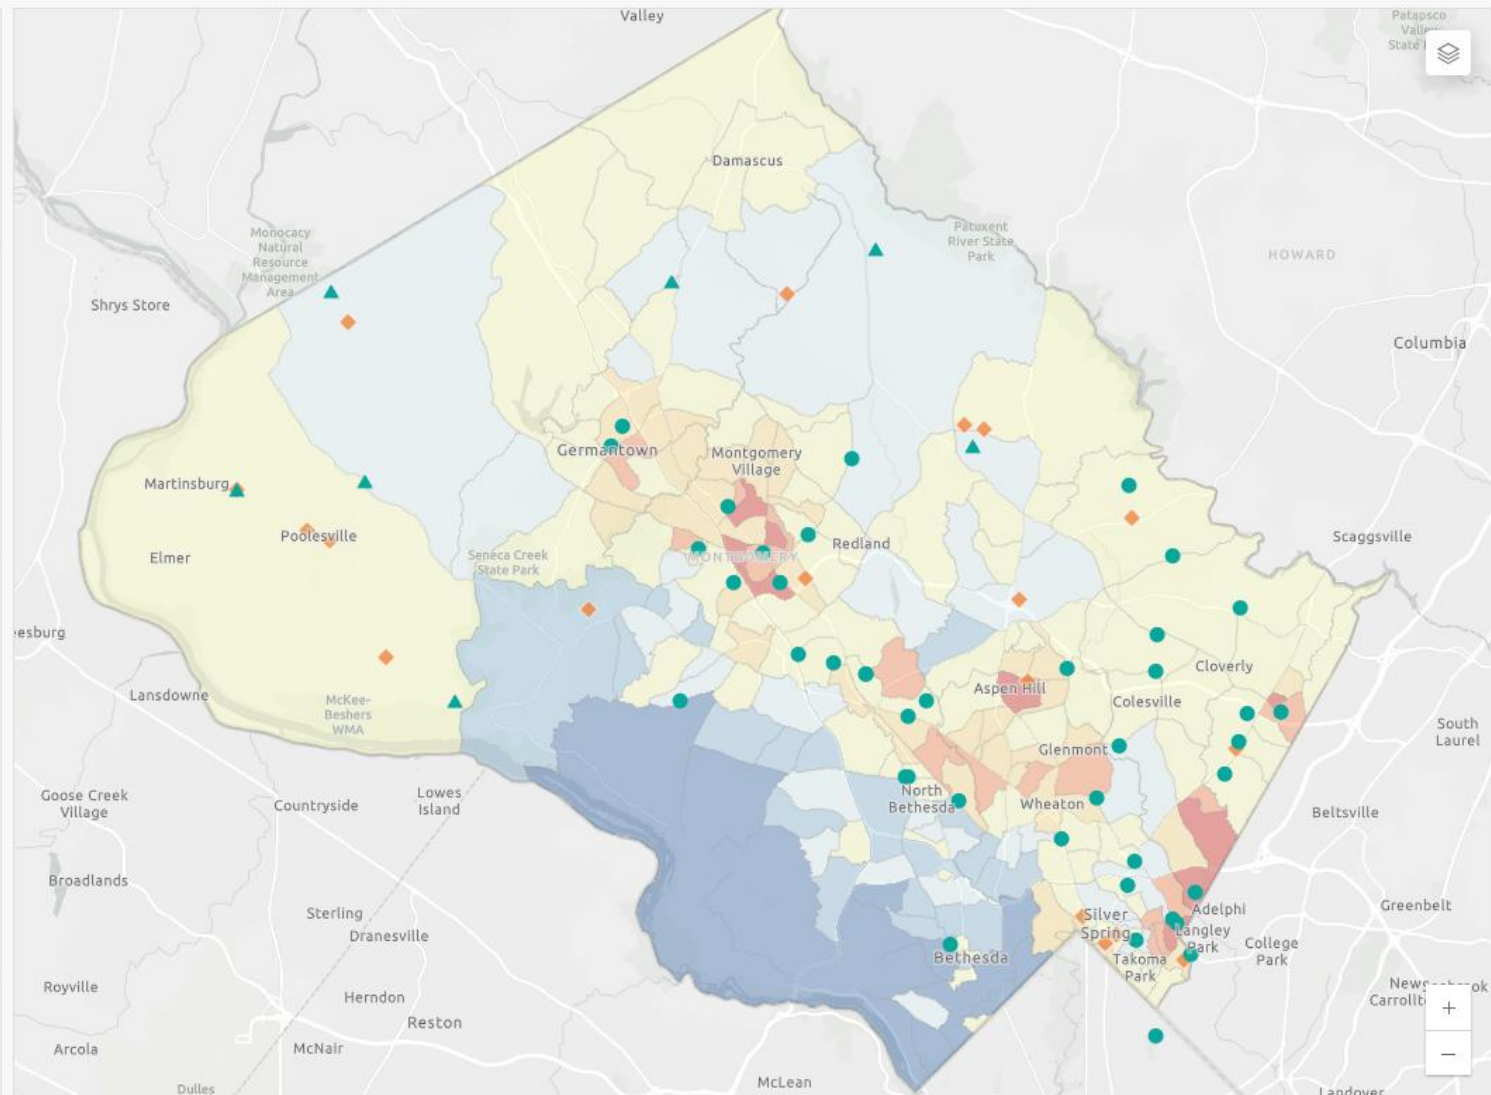 Valley
Patapsco
Valley
State
Damascus
Monocacy
Natural
Resource
Management
Area
Patuxent
River State
Park
HOWARD
Shrys Store
Columbia
Germantown
Montgomery
Village
Martinsburg
Poolesville
Elmer
Seneca Creek
State Park
MONTGOMERY
Redland
Scaggsville
eesburg
Lansdowne
McKee-
Beshers
WMA
Aspen Hill
Cloverly
Colesville
South
Laurel
Glenmont
Goose Creek
Village
Countryside
Lowes
Island
North
Bethesda
Wheaton
Beltsville
Broadlands
Sterling
Dranesville
Silver
Spring
Adelphi
Langley
Park
Greenbelt
College
Park
Bethesda
Takoma
Park
Royville
Herndon
Reston
Carrollt
+
Arcola
McNair
−
McLean
Dulles
Landover